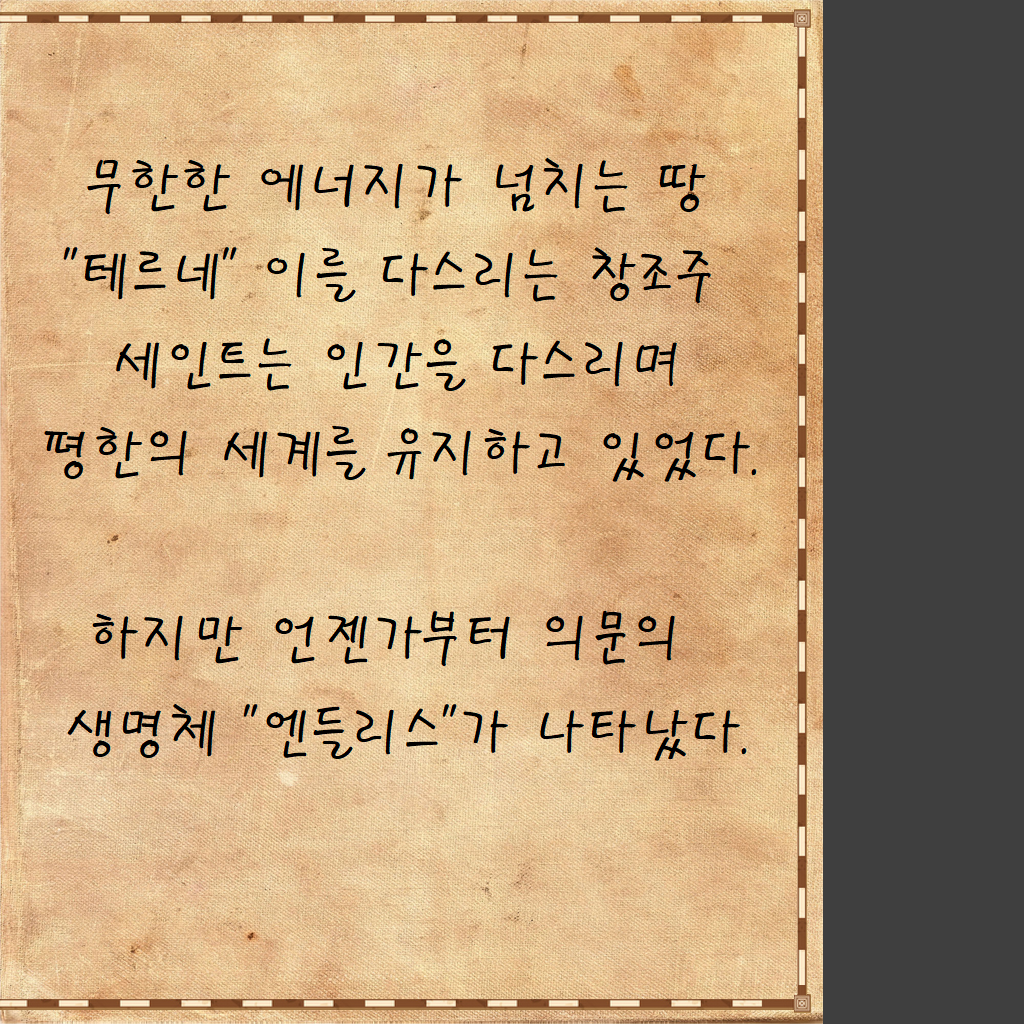 무한한 에너지가 넘치는 땅
"테르네" 이를 다스리는 창조주
세인트는 인간을 다스리며
평한의 세계를 유지하고 있었다.
하지만 언젠가부터 의문의
생명체 "엔들리스"가 나타났다.